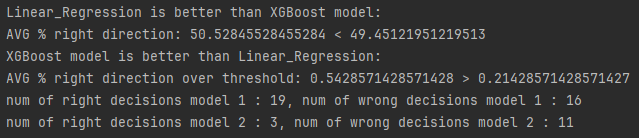 Linear_Regression is better than XGBoost model:
AVG % right direction: 50.52845528455284 < 49.45121951219513
XGBoost model is better than Linear_Regression:
AVG % right direction over threshold: 0.5428571428571428 > 0.21428571428571427
num of right decisions model 1 : 19, num of wrong decisions model 1 : 16
num of right decisions model 2 : 3, num of wrong decisions model 2 : 11